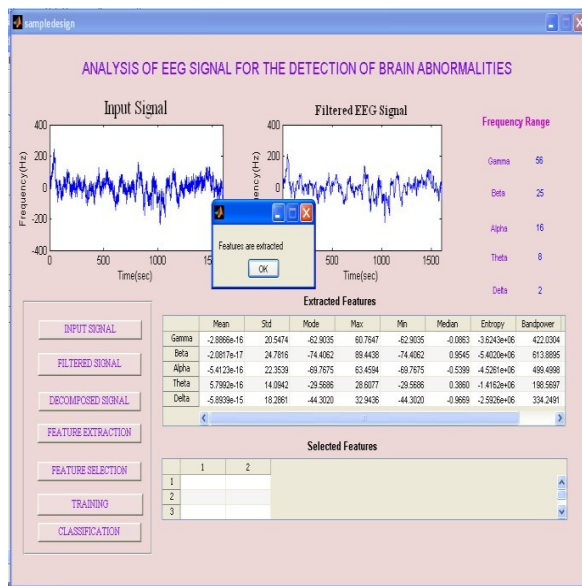 sampledesign
ANALYSIS OF EEG SIGNAL FOR THE DETECTION OF BRAIN ABNORMALITIES
Input Signal
Filtered EEG Signal
Frequency Range
Frequency(Hz)
400
200
0
-200
-400
0 500 1000
Time(sec)
400
500 1000 1500
Time(sec)
Gamma 56
Beta 25
Alpha 16
Theta 8
Delta 2
Features are extracted
OK
Extracted Features
Mean Std Mode Max Min Median Entropy Bandpower
Gamma -2.8866e-16 20.5474 -62.9035 60.7647 -62.9035 -0.0863 -3.6243e+06 422.0304
Beta -2.0817e-17 24.7816 -74.4062 89.4438 -74.4062 0.9545 -5.4020e+06 613.8895
Alpha -5.4123e-16 22.3539 -69.7675 63.4594 -69.7675 -0.5399 -4.5261e+06 499.4998
Theta 5.7992e-16 14.0942 -29.5686 28.6077 -29.5686 0.3860 -1.4162e+06 198.5697
Delta -5.8939e-15 18.2861 -44.3020 32.9436 -44.3020 -0.9669 -2.5926e+06 334.2491
INPUT SIGNAL
FILTERED SIGNAL
DECOMPOSED SIGNAL
FEATURE EXTRACTION
FEATURE SELECTION
TRAINING
CLASSIFICATION
Selected Features
1 2
1
2
3